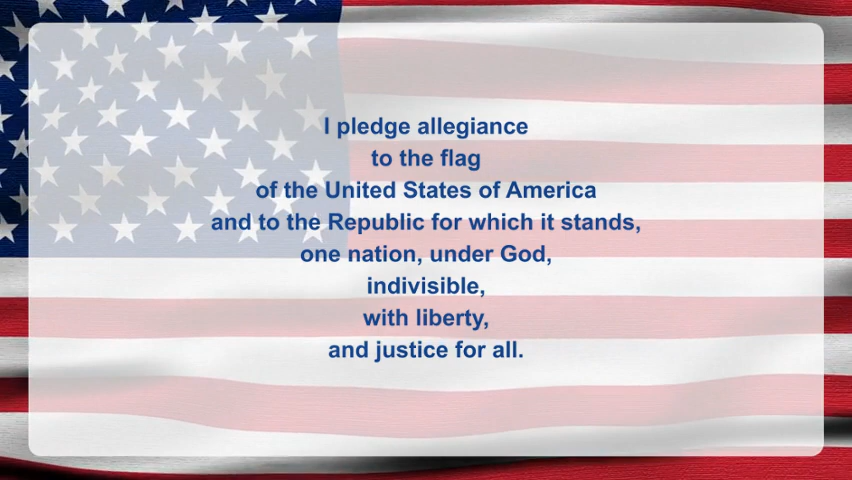 I pledge allegiance
to the flag
of the United States of America
and to the Republic for which it stands,
one nation, under God,
indivisible,
with liberty,
and justice for all.